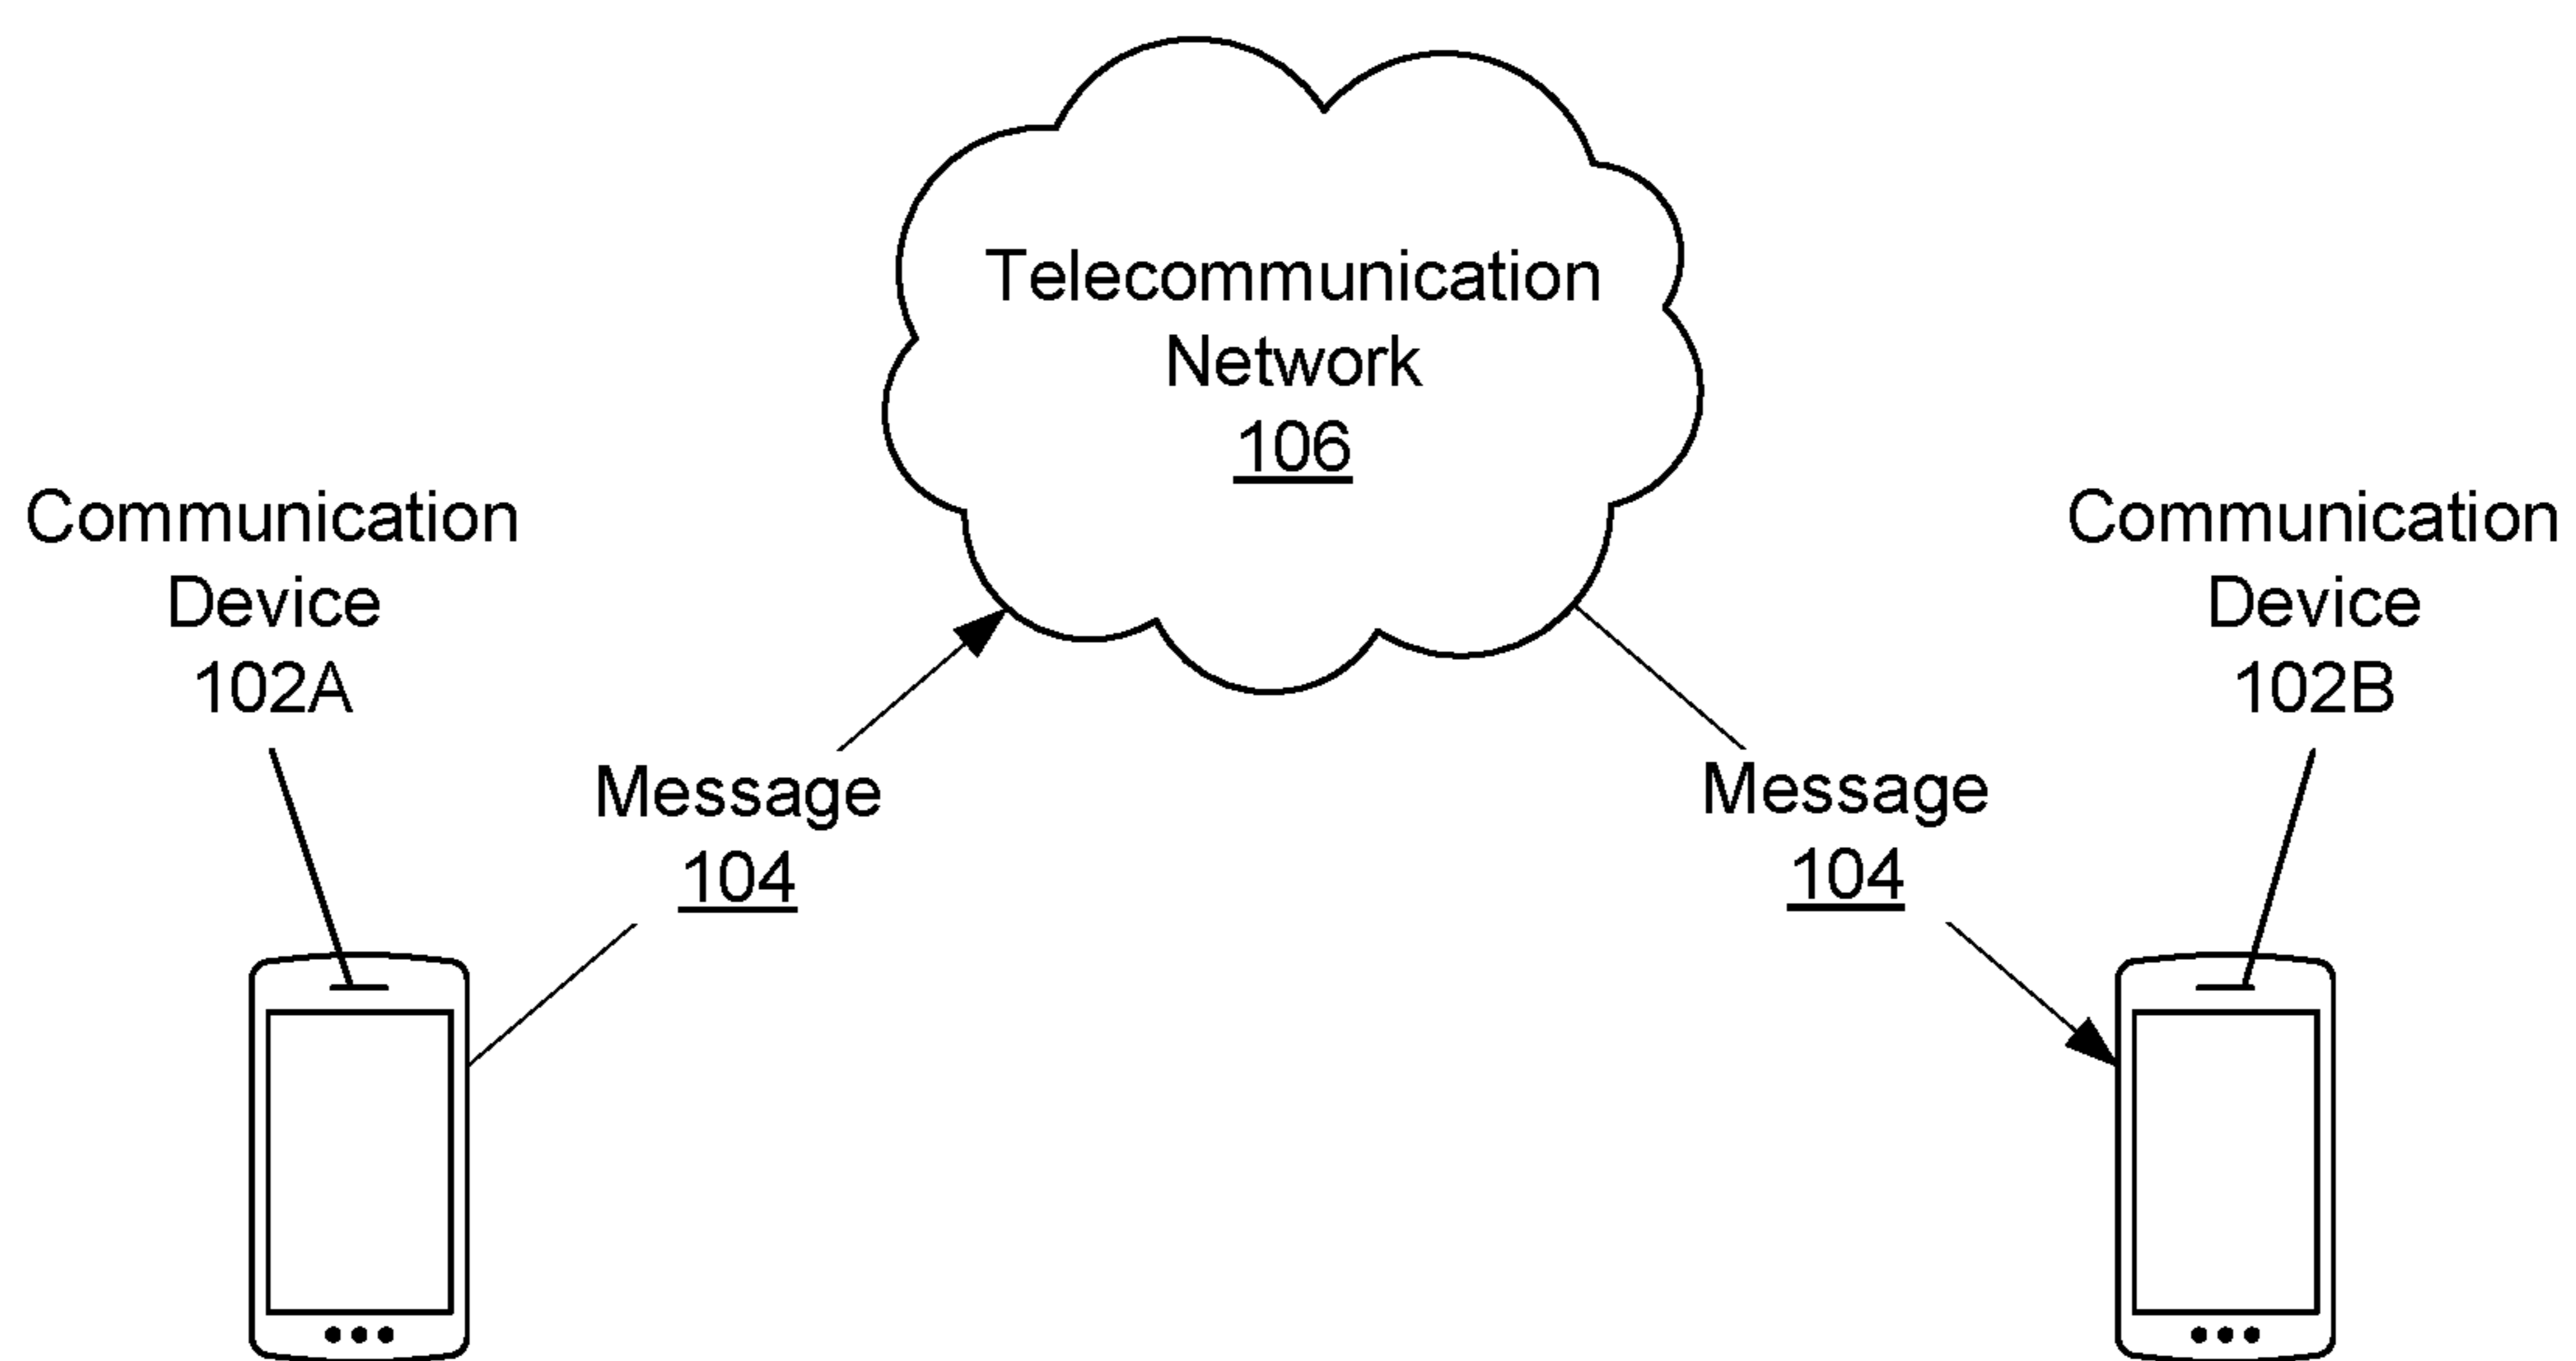 Telecommunication
Network
106
Communication
Device
102A
Communication
Device
102B
Message
104
Message
104